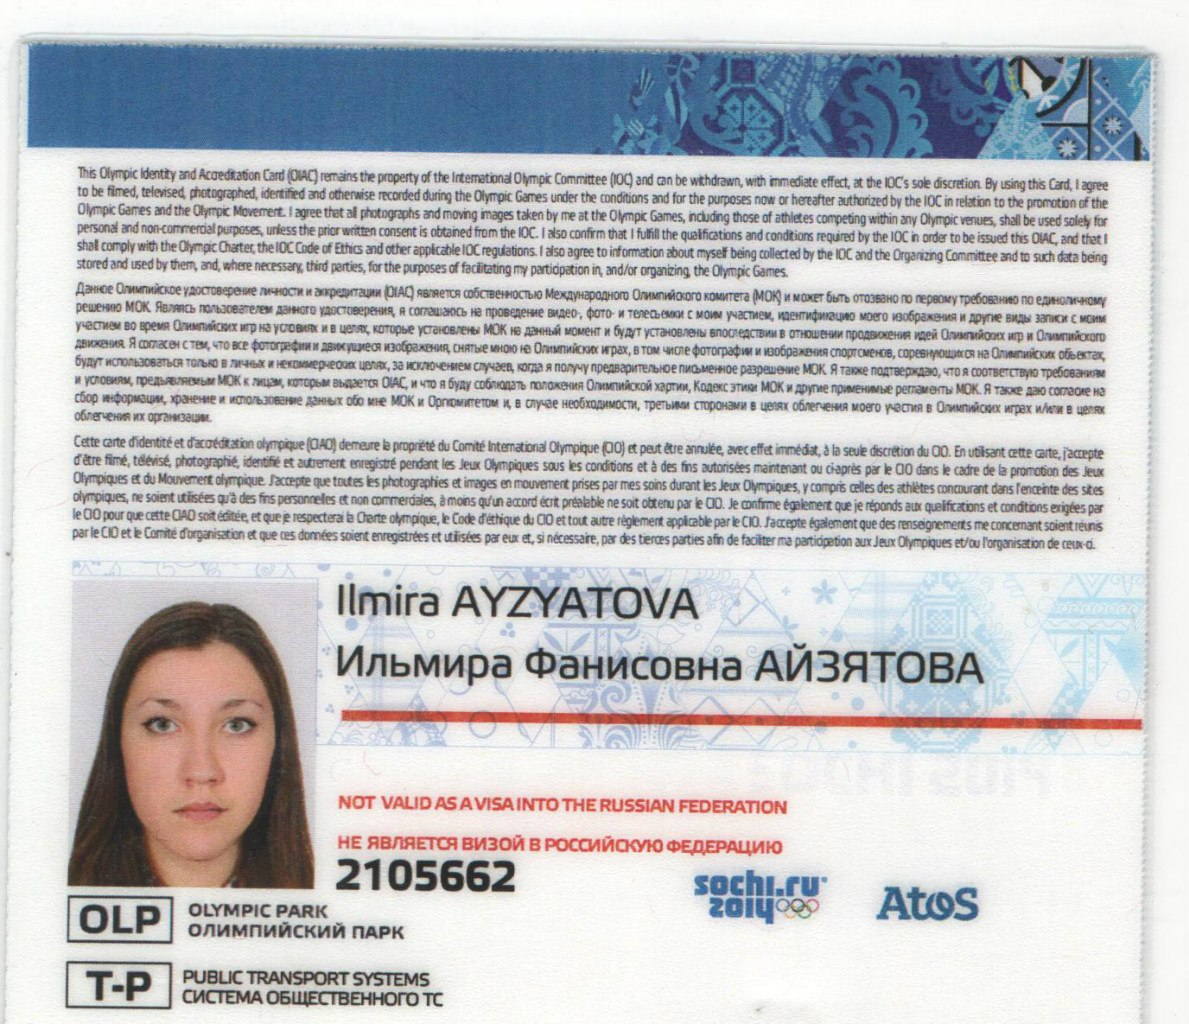 This Olympic Identity and Accreditation Card (OIAC) remains the property of the International Olympic Committee (IOC) and can be withdrawn, with immediate effect, at the IOC's sole discretion. By using this Card, I agree
to be filmed, televised, photographed, identified and otherwise recorded during the Olympic Games under the conditions and for the purposes now or hereafter authorized by the IOC in relation to the promotion of the
Olympic Games and the Olympic Movement. I agree that all photographs and moving images taken by me at the Olympic Games, including those of athletes competing within any Olympic venues, shall be used solely for
personal and non-commercial purposes, unless the prior written consent is obtained from the IOC. I also confirm that I fulfill the qualifications and conditions required by the IOC in order to be issued this OIAC, and that I
shall comply with the Olympic Charter, the IOC Code of Ethics and other applicable IOC regulations. I also agree to information about myself being collected by the IOC and the Organizing Committee and to such data being
stored and used by them, and, where necessary, third parties, for the purposes of facilitating my participation in, and/or organizing, the Olympic Games.
Данное Олимпийское удостоверение личности и аккредитации (OIAC) является собственностью Международного Олимпийского комитета (МОК) и может быть отозвано по первому требованию по единоличному
решению МОК. Являясь пользователем данного удостоверения, я соглашаюсь на проведение видео-, фото- и телесъемки с моим участием, идентификацию моего изображения и другие виды записи с моим
участием во время Олимпийских игр на условиях и в целях, которые установлены МОК на данный момент и будут установлены впоследствии в отношении продвижения идей Олимпийских игр и Олимпийского
движения. Я согласен с тем, что все фотографии и движущиеся изображения, снятые мною на Олимпийских играх, в том числе фотографии и изображения спортсменов, соревнующихся на Олимпийских объектах,
будут использоваться только в личных и некоммерческих целях, за исключением случаев, когда я получу предварительное письменное разрешение МОК. Я также подтверждаю, что я соответствую требованиям
и условиям, предъявляемым МОК к лицам, которым выдается OIAC, и что я буду соблюдать положения Олимпийской хартии, Кодекс этики МОК и другие применимые регламенты МОК. Я также даю согласие на
сбор информации, хранение и использование данных обо мне МОК и Оргкомитетом и, в случае необходимости, третьими сторонами в целях облегчения моего участия в Олимпийских играх и/или в целях
облегчения их организации.
Cette carte d'identité et d'accréditation olympique (CIAO) demeure la propriété du Comité International Olympique (CIO) et peut être annulée, avec effet immédiat, à la seule discrétion du CIO. En utilisant cette carte, j'accepte
d'être filmé, télévisé, photographié, identifié et autrement enregistré pendant les Jeux Olympiques sous les conditions et à des fins autorisées maintenant ou ci-après par le CIO dans le cadre de la promotion des Jeux
Olympiques et du Mouvement olympique. J'accepte que toutes les photographies et images en mouvement prises par mes soins durant les Jeux Olympiques, y compris celles des athlètes concourant dans l'enceinte des sites
olympiques, ne soient utilisées qu'à des fins personnelles et non commerciales, à moins qu'un accord écrit préalable ne soit obtenu par le CIO. Je confirme également que je réponds aux qualifications et conditions exigées par
le CIO pour que cette CIAO soit éditée, et que je respecterai la Charte olympique, le Code d'éthique du CIO et tout autre règlement applicable par le CIO. J'accepte également que des renseignements me concernant soient réunis
par le CIO et le Comité d'organisation et que ces données soient enregistrées et utilisées par eux et, si nécessaire, par des tierces parties afin de faciliter ma participation aux Jeux Olympiques et/ou l'organisation de ceux-ci.
Ilmira AYZYATOVA
Ильмира Фанисовна АЙЗЯТОВА
NOT VALID AS A VISA INTO THE RUSSIAN FEDERATION
НЕ ЯВЛЯЕТСЯ ВИЗОЙ В РОССИЙСКУЮ ФЕДЕРАЦИЮ
2105662
sochi.ru
2014
Atos
OLP OLYMPIC PARK
ОЛИМПИЙСКИЙ ПАРК
T-P PUBLIC TRANSPORT SYSTEMS
СИСТЕМА ОБЩЕСТВЕННОГО ТС